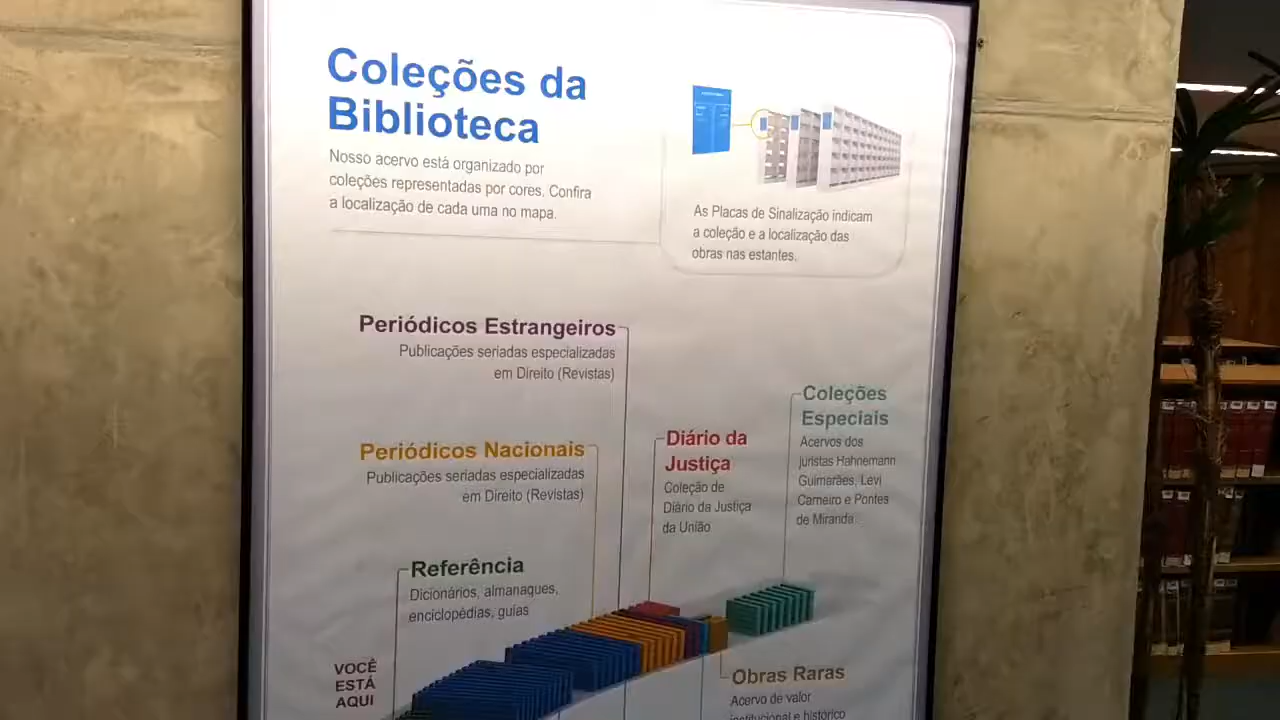 Coleções da
Biblioteca
Nosso acervo está organizado por
coleções representadas por cores. Confira
a localização de cada uma no mapa.
As Placas de Sinalização indicam
a coleção e a localização das
obras nas estantes.
Periódicos Estrangeiros
Publicações seriadas especializadas
em Direito (Revistas)
Periódicos Nacionais
Publicações seriadas especializadas
em Direito (Revistas)
Diário da
Justiça
Coleção de
Diário da Justiça
da União
Coleções
Especiais
Acervos dos
juristas Hahnemann
Guimarães, Levi
Carneiro e Pontes
de Miranda.
Referência
Dicionários, almanaques,
enciclopédias, guias
VOCÊ
ESTÁ
AQUI
Obras Raras
Acervo de valor
institucional e histórico